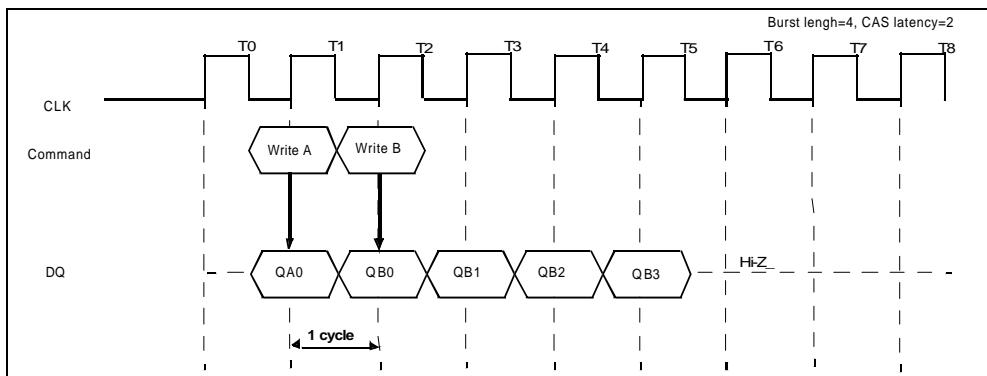 Burst lengh=4, CAS latency=2
T0 T1 T2 T3 T4 T5 T6 T7 T8
CLK
Command Write A Write B
DQ QA0 QB0 QB1 QB2 QB3 Hi-Z
1 cycle